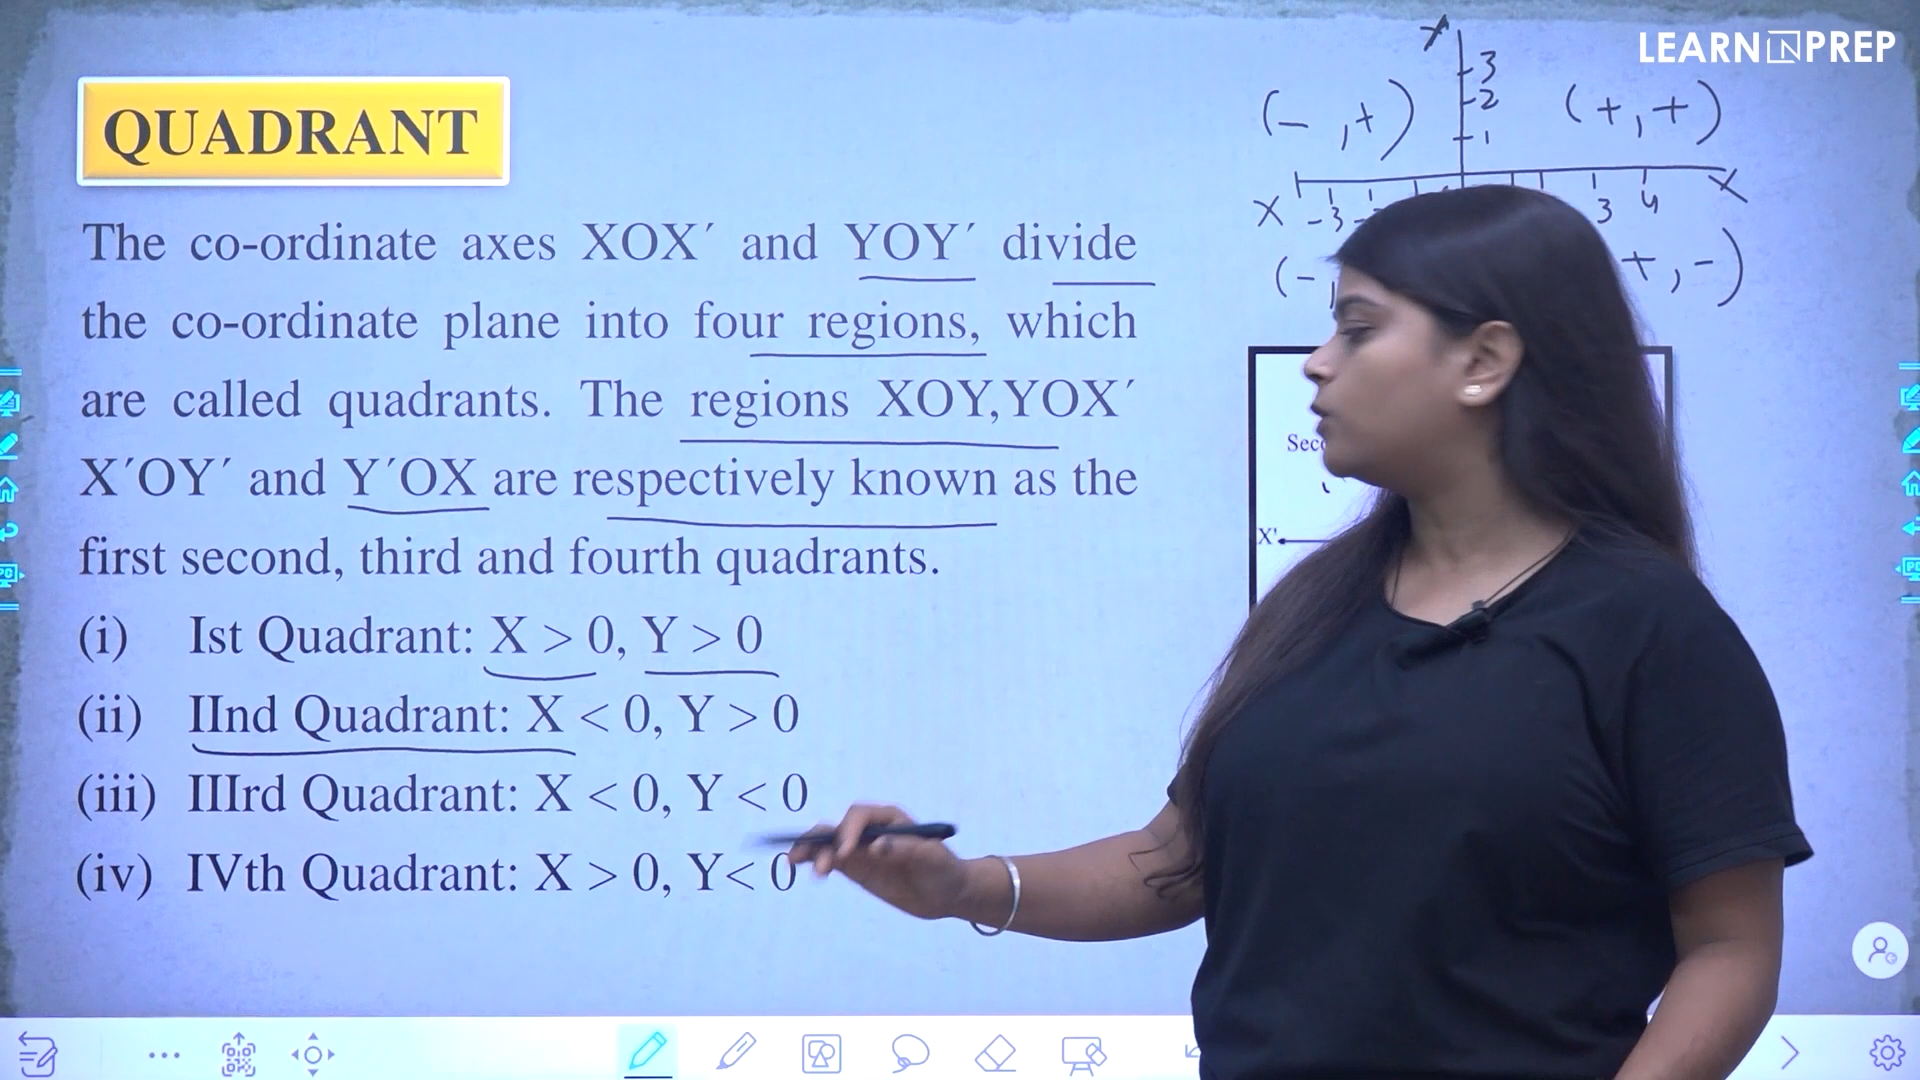 LEARNINPREP
QUADRANT
The co-ordinate axes XOX′ and YOY′ divide
the co-ordinate plane into four regions, which
are called quadrants. The regions XOY,YOX′
X′OY′ and Y′OX are respectively known as the
first second, third and fourth quadrants.
(i) Ist Quadrant: X > 0, Y > 0
(ii) IInd Quadrant: X < 0, Y > 0
(iii) IIIrd Quadrant: X < 0, Y < 0
(iv) IVth Quadrant: X > 0, Y< 0
3
(-,+) 2 (+,+)
1
X -3 3 4 X
+,-)
X'